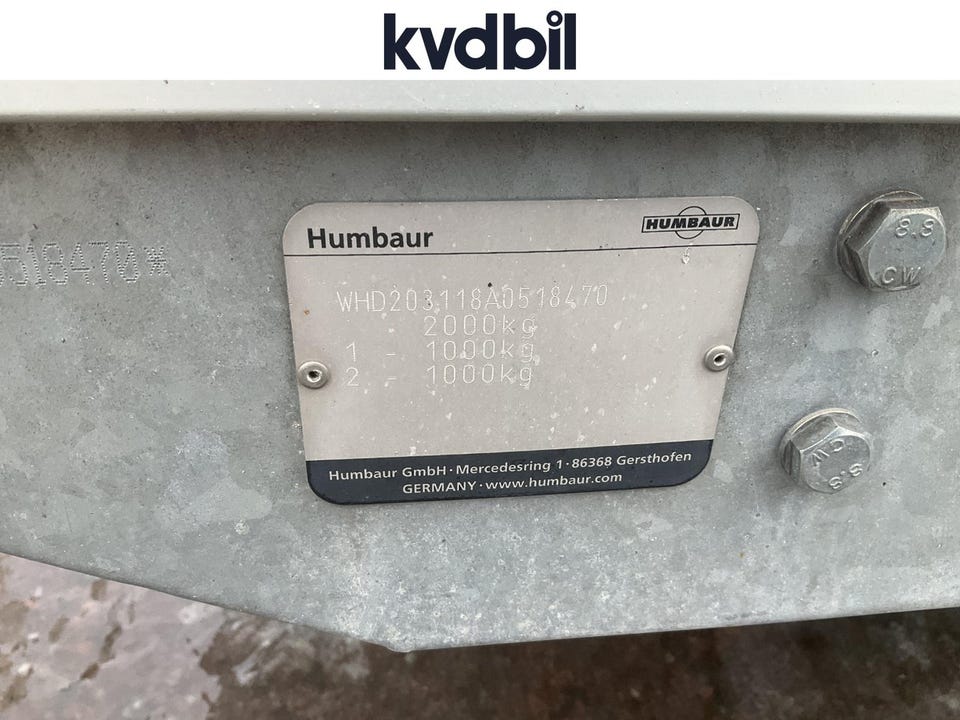 kvdbil
Humbaur
HUMBAUR
8.8
CW
518470*
WHD203118A0518470
2000kg
1 - 1000kg
2 - 1000kg
CW
8.8
Humbaur GmbH · Mercedesring 1 · 86368 Gersthofen
GERMANY · www.humbaur.com